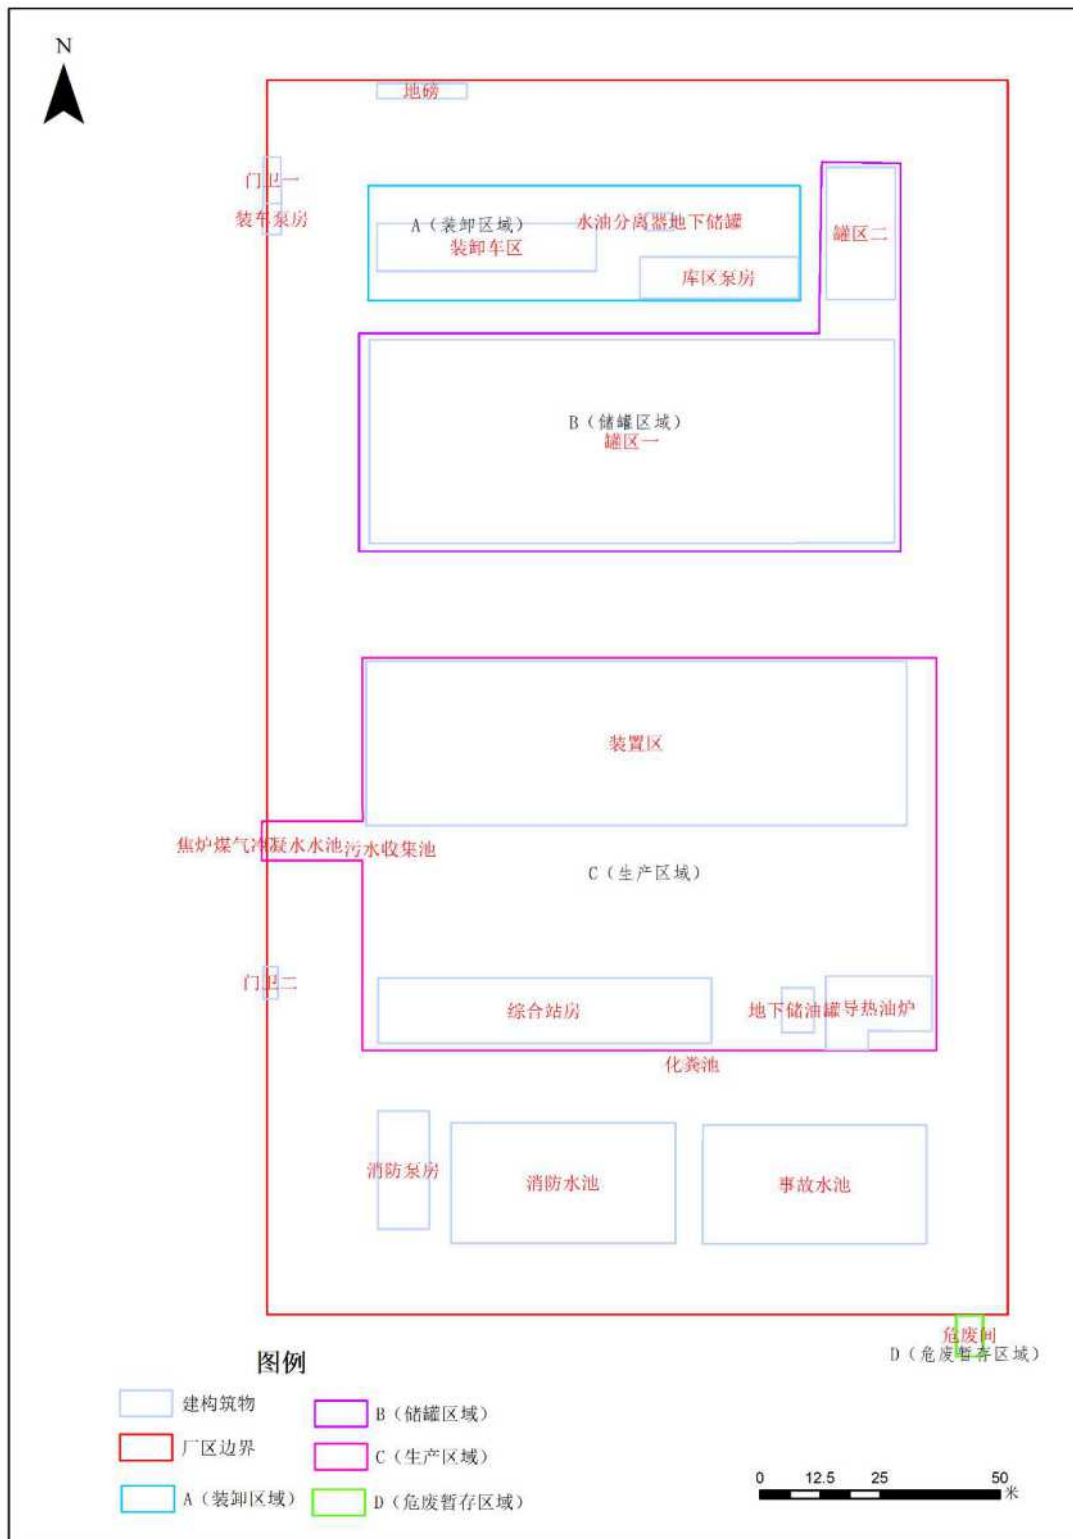 N
地磅
门卫一
装车泵房
A（装卸区域）
水油分离器地下储罐
装卸车区
库区泵房
罐区二
B（储罐区域）
罐区一
装置区
焦炉煤气冷凝水水池
污水收集池
C（生产区域）
门卫二
综合站房
地下储油罐
导热油炉
化粪池
消防泵房
消防水池
事故水池
危废间
D（危废暂存区域）
图例
建构筑物
B（储罐区域）
厂区边界
C（生产区域）
A（装卸区域）
D（危废暂存区域）
0 12.5 25 50
米